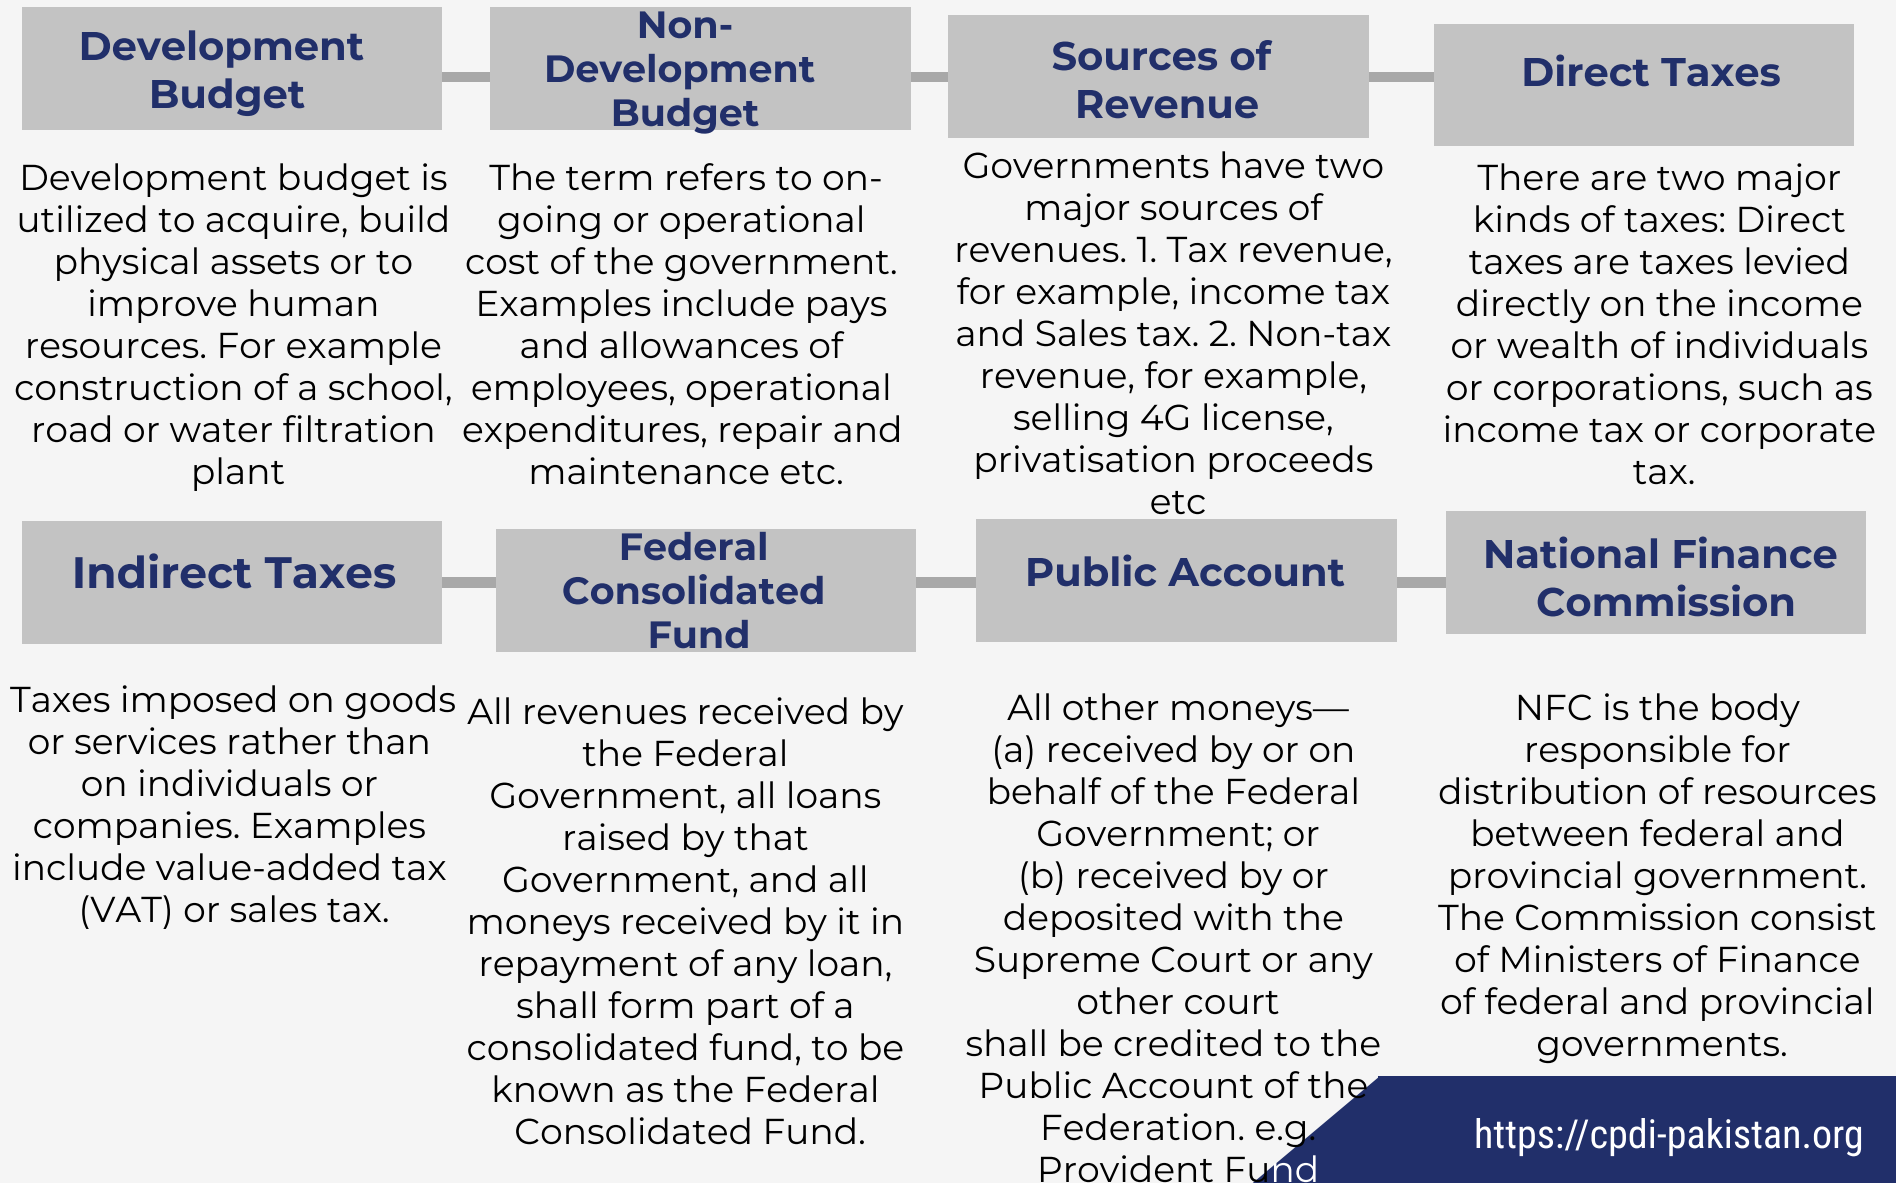 Development
Budget
Development budget is
utilized to acquire, build
physical assets or to
improve human
resources. For example
construction of a school,
road or water filtration
plant
Non-
Development
Budget
The term refers to on-
going or operational
cost of the government.
Examples include pays
and allowances of
employees, operational
expenditures, repair and
maintenance etc.
Sources of
Revenue
Governments have two
major sources of
revenues. 1. Tax revenue,
for example, income tax
and Sales tax. 2. Non-tax
revenue, for example,
selling 4G license,
privatisation proceeds
etc
Direct Taxes
There are two major
kinds of taxes: Direct
taxes are taxes levied
directly on the income
or wealth of individuals
or corporations, such as
income tax or corporate
tax.
Indirect Taxes
Taxes imposed on goods
or services rather than
on individuals or
companies. Examples
include value-added tax
(VAT) or sales tax.
Federal
Consolidated
Fund
All revenues received by
the Federal
Government, all loans
raised by that
Government, and all
moneys received by it in
repayment of any loan,
shall form part of a
consolidated fund, to be
known as the Federal
Consolidated Fund.
Public Account
All other moneys—
(a) received by or on
behalf of the Federal
Government; or
(b) received by or
deposited with the
Supreme Court or any
other court
shall be credited to the
Public Account of the
Federation. e.g.
Provident Fund
National Finance
Commission
NFC is the body
responsible for
distribution of resources
between federal and
provincial government.
The Commission consist
of Ministers of Finance
of federal and provincial
governments.
https://cpdi-pakistan.org